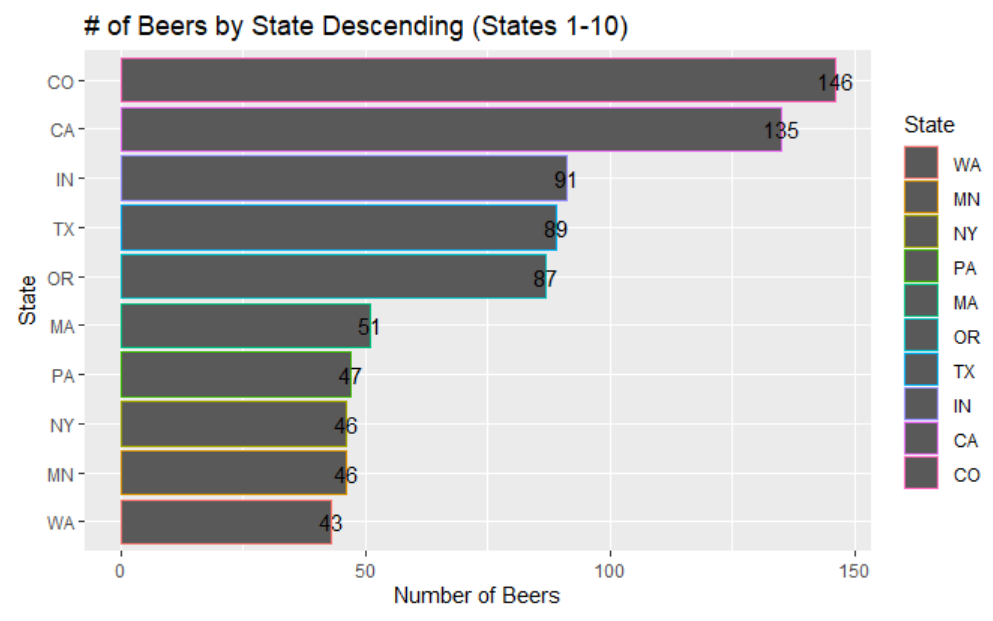 # of Beers by State Descending (States 1-10)
CO
146
CA
135
IN
91
TX
89
OR
87
MA
51
PA
47
NY
46
MN
46
WA
43
0
50
100
150
Number of Beers
State
State
WA
MN
NY
PA
MA
OR
TX
IN
CA
CO